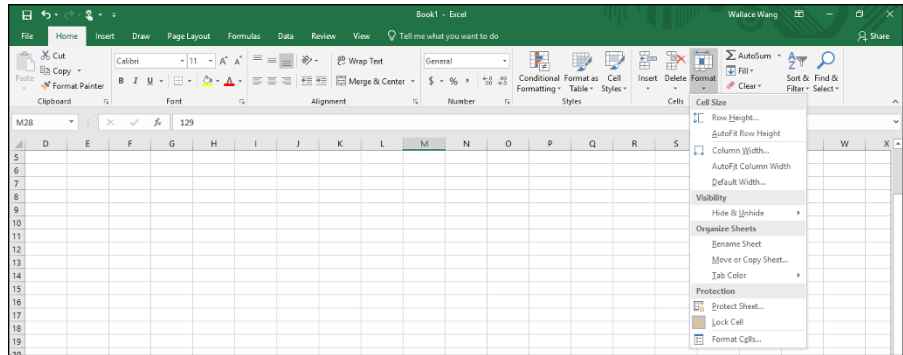 Book1 - Excel Wallace Wang
File Home Insert Draw Page Layout Formulas Data Review View Tell me what you want to do Share
Paste
Cut
Copy
Format Painter
Clipboard
Calibri 11 A A
B I U A
Font
Wrap Text
Merge & Center
Alignment
General
$ % , .0 .00 .00 .0
Number
Conditional Formatting
Format as Table
Cell Styles
Styles
Insert Delete Format
Cells
AutoSum
Fill
Clear
Sort & Filter
Find & Select
M28 fx 129
D E F G H I J K L M N O P Q R S W X
5
6
7
8
9
10
11
12
13
14
15
16
17
18
19
20
Cell Size
Row Height...
AutoFit Row Height
Column Width...
AutoFit Column Width
Default Width...
Visibility
Hide & Unhide
Organize Sheets
Rename Sheet
Move or Copy Sheet...
Tab Color
Protection
Protect Sheet...
Lock Cell
Format Cells...